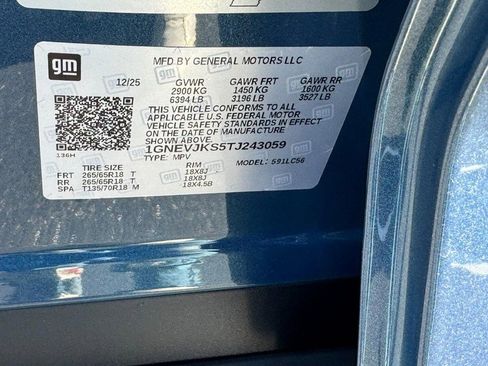 gm
MFD. BY GENERAL MOTORS LLC
12/25 GVWR GAWR FRT GAWR RR
2900 KG 1450 KG 1600 KG
6394 LB 3196 LB 3527 LB
THIS VEHICLE CONFORMS TO ALL
APPLICABLE U.S. FEDERAL MOTOR
VEHICLE SAFETY STANDARDS IN EFFECT
ON THE DATE OF MANUFACTURE
136H
1GNEVJKS5TJ243059
TYPE: MPV MODEL: 591LC56
TIRE SIZE RIM
FRT 265/65R18 T 18X8J
RR 265/65R18 T 18X8J
SPA T135/70R18 M 18X4.5B